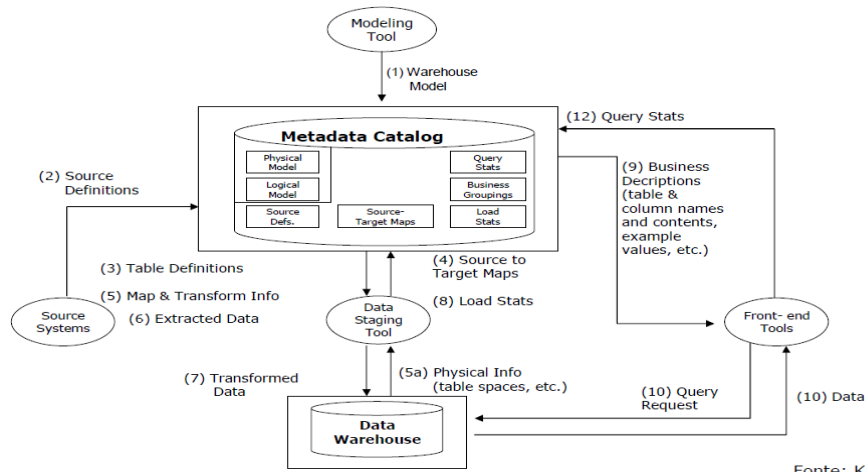 Modeling
Tool
(1) Warehouse
Model
(12) Query Stats
Metadata Catalog
Physical
Model
Query
Stats
Logical
Model
Business
Groupings
Source
Defs.
Source-
Target Maps
Load
Stats
(2) Source
Definitions
(9) Business
Decriptions
(table &
column names
and contents,
example
values, etc.)
(3) Table Definitions
(4) Source to
Target Maps
(5) Map & Transform Info
(8) Load Stats
(6) Extracted Data
Source
Systems
Data
Staging
Tool
Front- end
Tools
(7) Transformed
Data
(5a) Physical Info
(table spaces, etc.)
(10) Query
Request
(10) Data
Data
Warehouse
Fonte: K